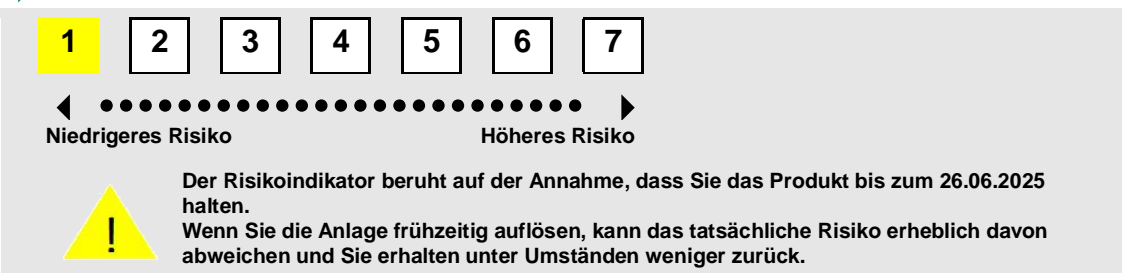 1 2 3 4 5 6 7
Niedrigeres Risiko Höheres Risiko
Der Risikoindikator beruht auf der Annahme, dass Sie das Produkt bis zum 26.06.2025
halten.
!
Wenn Sie die Anlage frühzeitig auflösen, kann das tatsächliche Risiko erheblich davon
abweichen und Sie erhalten unter Umständen weniger zurück.